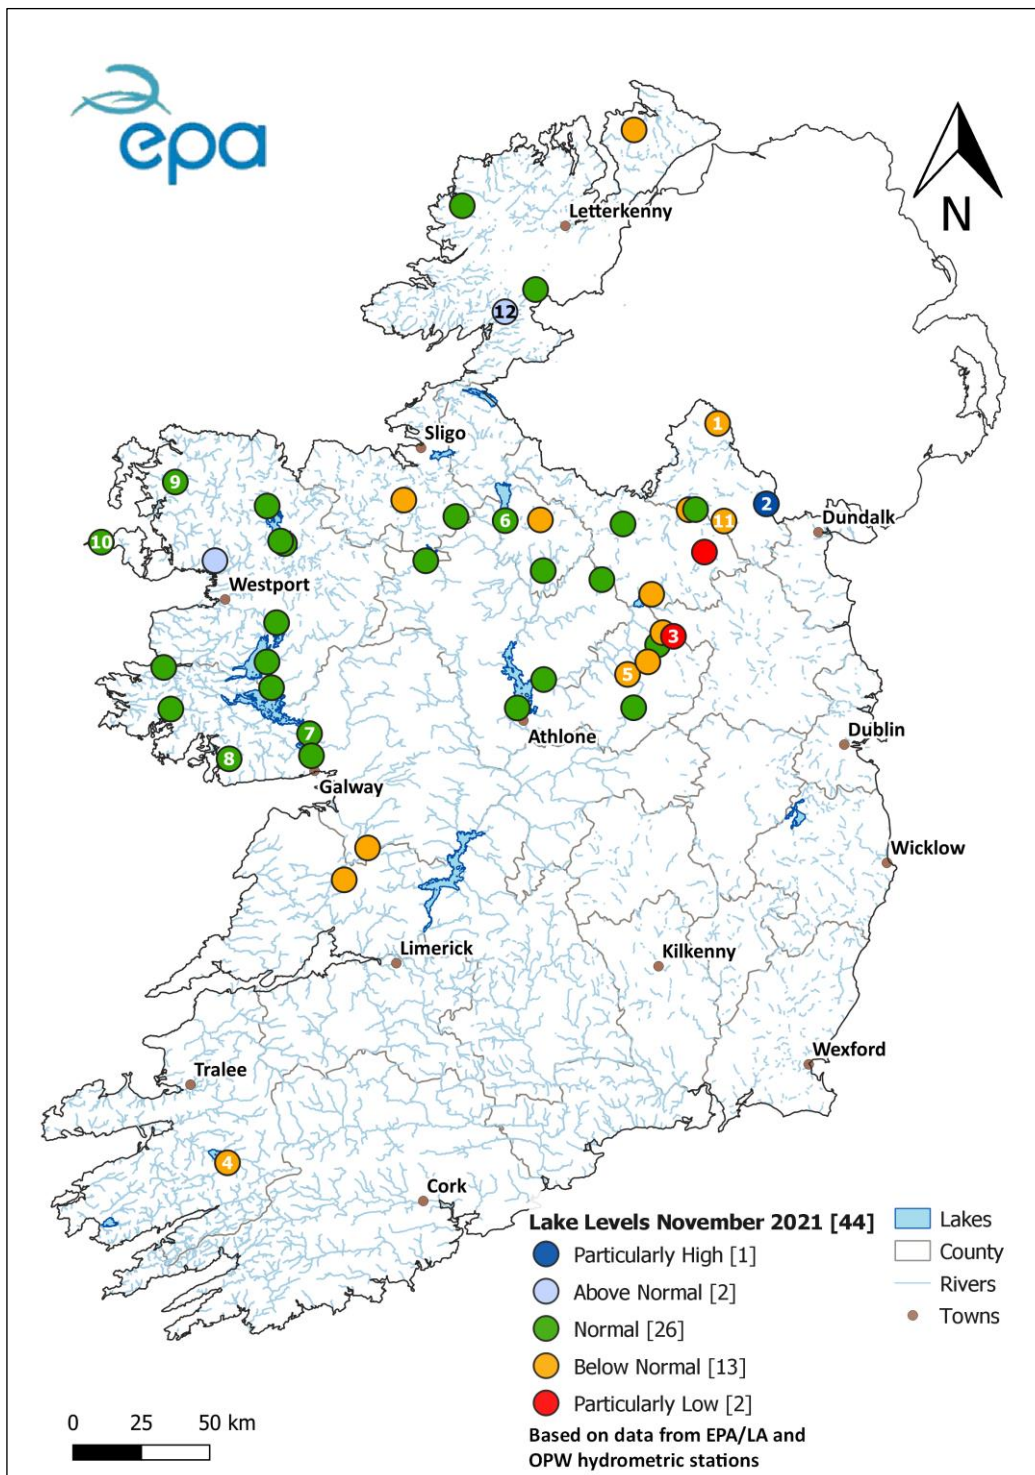 epa
N
Letterkenny
12
1
Sligo
9
2
6
11
Dundalk
10
Westport
3
5
7
Athlone
Dublin
8
Galway
Wicklow
Limerick
Kilkenny
Wexford
Tralee
4
Cork
Lake Levels November 2021 [44]
Particularly High [1]
Above Normal [2]
Normal [26]
Below Normal [13]
Particularly Low [2]
Based on data from EPA/LA and
OPW hydrometric stations
Lakes
County
Rivers
Towns
0 25 50 km